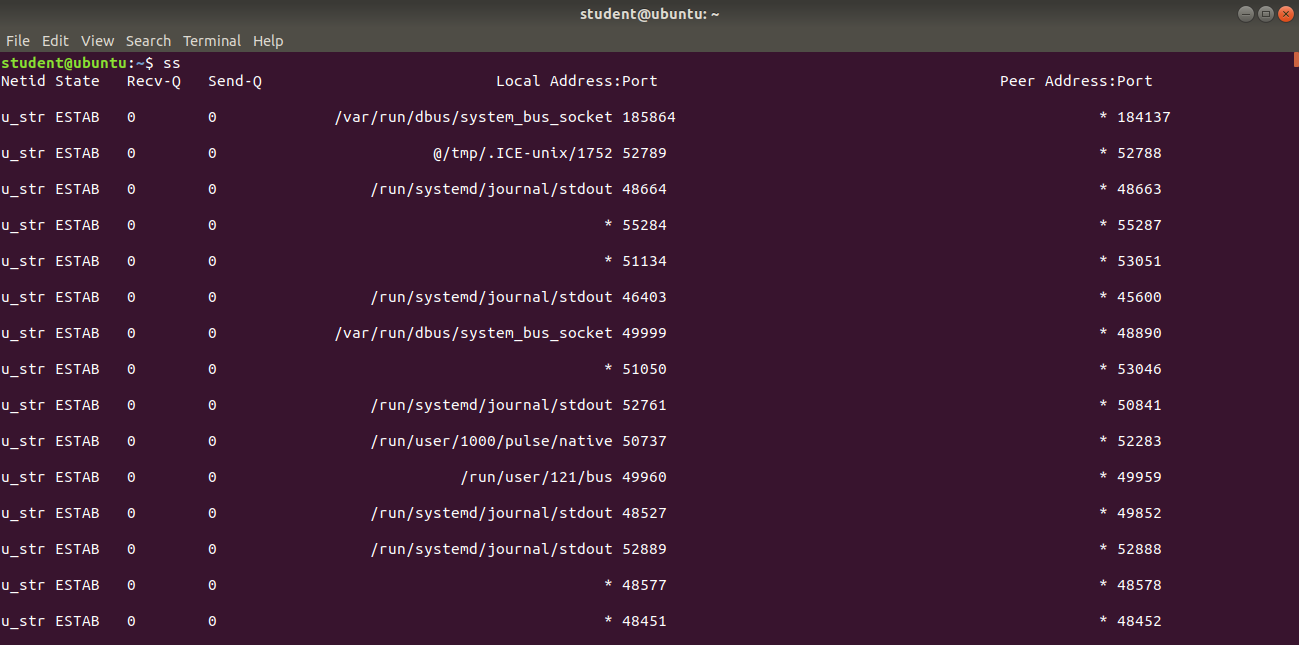 student@ubuntu: ~
File Edit View Search Terminal Help
student@ubuntu:~$ ss
Netid State Recv-Q Send-Q Local Address:Port Peer Address:Port
u_str ESTAB 0 0 /var/run/dbus/system_bus_socket 185864 * 184137
u_str ESTAB 0 0 @/tmp/.ICE-unix/1752 52789 * 52788
u_str ESTAB 0 0 /run/systemd/journal/stdout 48664 * 48663
u_str ESTAB 0 0 * 55284 * 55287
u_str ESTAB 0 0 * 51134 * 53051
u_str ESTAB 0 0 /run/systemd/journal/stdout 46403 * 45600
u_str ESTAB 0 0 /var/run/dbus/system_bus_socket 49999 * 48890
u_str ESTAB 0 0 * 51050 * 53046
u_str ESTAB 0 0 /run/systemd/journal/stdout 52761 * 50841
u_str ESTAB 0 0 /run/user/1000/pulse/native 50737 * 52283
u_str ESTAB 0 0 /run/user/121/bus 49960 * 49959
u_str ESTAB 0 0 /run/systemd/journal/stdout 48527 * 49852
u_str ESTAB 0 0 /run/systemd/journal/stdout 52889 * 52888
u_str ESTAB 0 0 * 48577 * 48578
u_str ESTAB 0 0 * 48451 * 48452